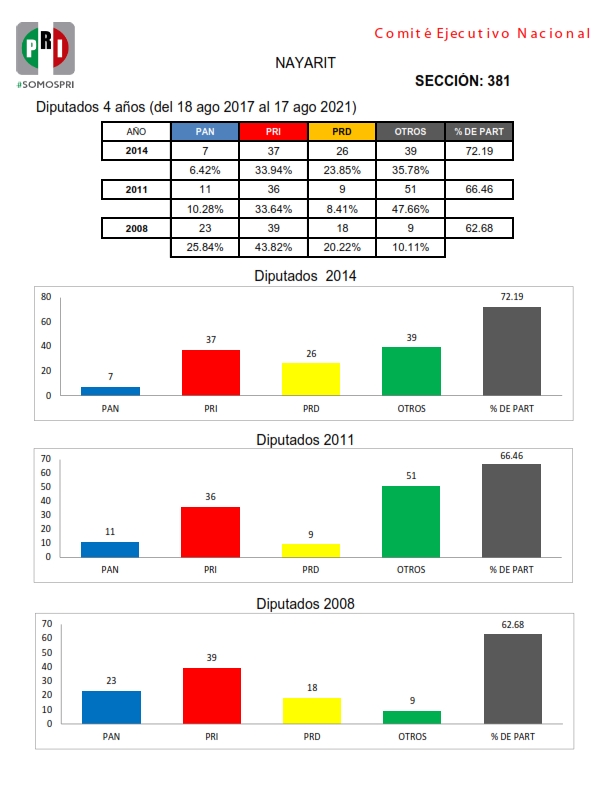 Comité Ejecutivo Nacional
PRI
#SOMOSPRI
NAYARIT
SECCIÓN: 381
Diputados 4 años (del 18 ago 2017 al 17 ago 2021)
AÑO PAN PRI PRD OTROS % DE PART
2014 7 37 26 39 72.19
6.42% 33.94% 23.85% 35.78%
2011 11 36 9 51 66.46
10.28% 33.64% 8.41% 47.66%
2008 23 39 18 9 62.68
25.84% 43.82% 20.22% 10.11%
Diputados 2014
80
60
40
20
0
7 37 26 39 72.19
PAN PRI PRD OTROS % DE PART
Diputados 2011
70
60
50
40
30
20
10
0
11 36 9 51 66.46
PAN PRI PRD OTROS % DE PART
Diputados 2008
70
60
50
40
30
20
10
0
23 39 18 9 62.68
PAN PRI PRD OTROS % DE PART